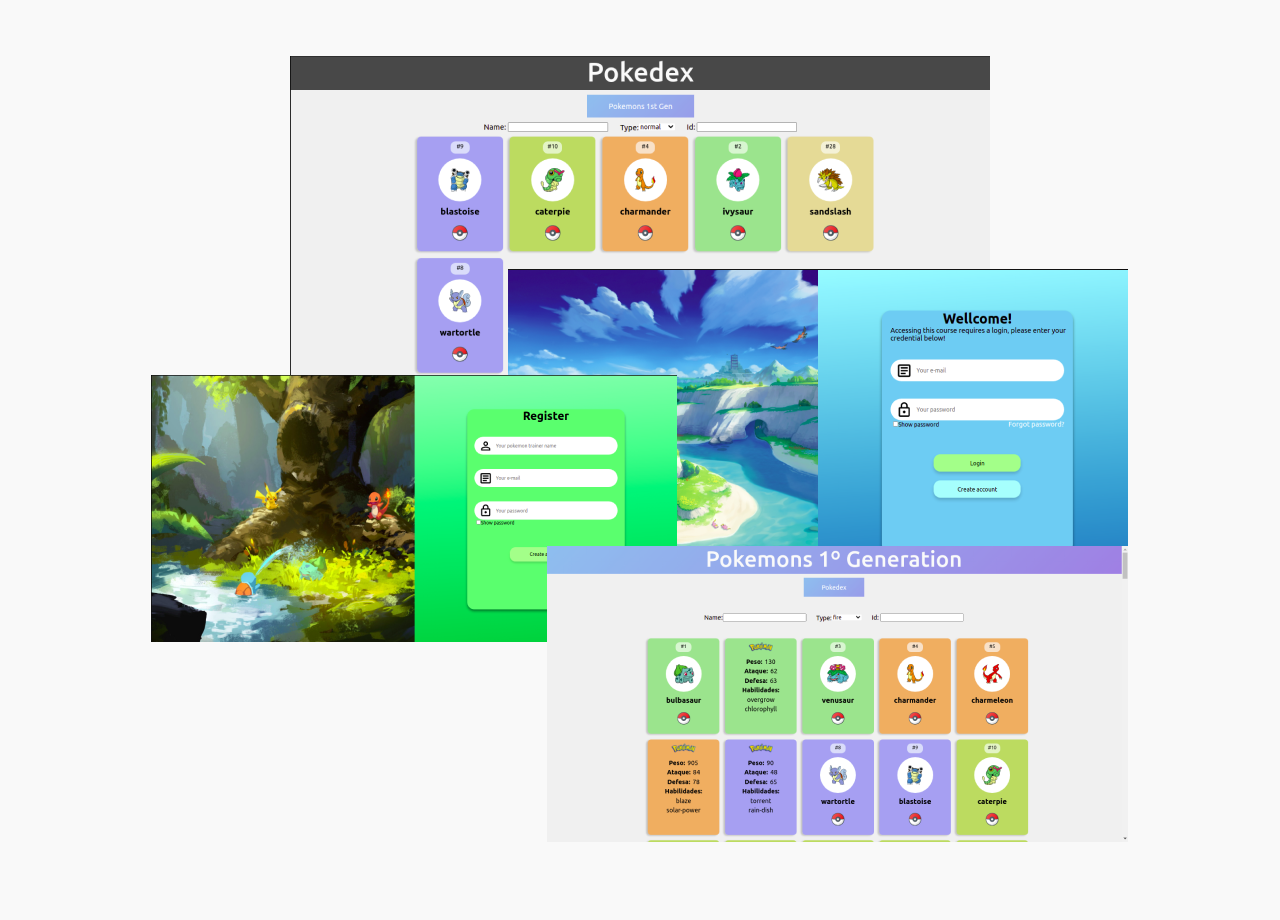 Pokedex
Pokemons 1st Gen
Name: Type: normal Id:
#9 #10 #4 #2 #28
blastoise caterpie charmander ivysaur sandslash
#8
wartortle
Wellcome!
Accessing this course requires a login, please enter your
credential below!
Your e-mail
Your password
Show password Forgot password?
Login
Create account
Register
Your pokemon trainer name
Your e-mail
Your password
Show password
Create a
Pokemons 1º Generation
Pokedex
Name: Type: fire Id:
#1 Pokémon #3 #4 #5
Peso: 130
Ataque: 62
Defesa: 63
Habilidades:
overgrow
chlorophyll
bulbasaur venusaur charmander charmeleon
Pokémon Pokémon #8 #9 #10
Peso: 905
Ataque: 84
Defesa: 78
Habilidades:
blaze
solar-power
Peso: 90
Ataque: 48
Defesa: 65
Habilidades:
torrent
rain-dish
wartortle blastoise caterpie